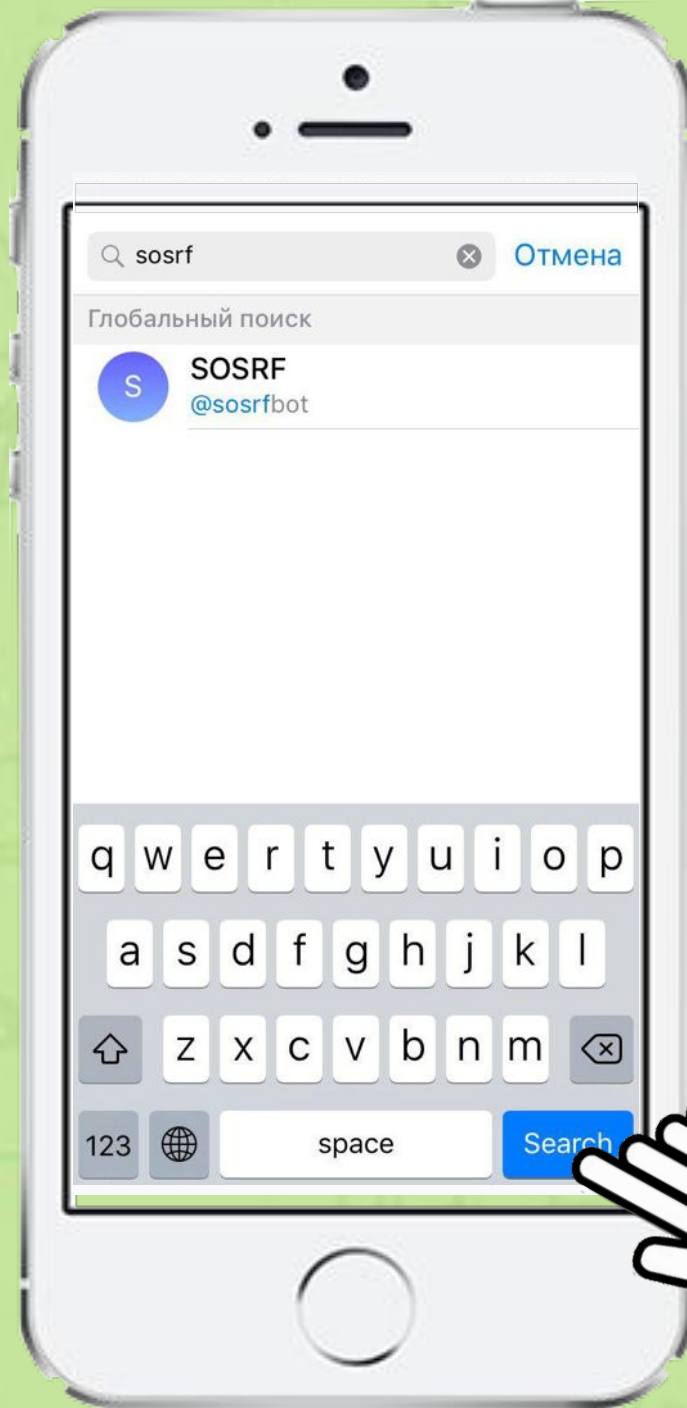 sosrf Отмена
Глобальный поиск
S SOSRF
@sosrfbot
q w e r t y u i o p
a s d f g h j k l
z x c v b n m
123 space Search